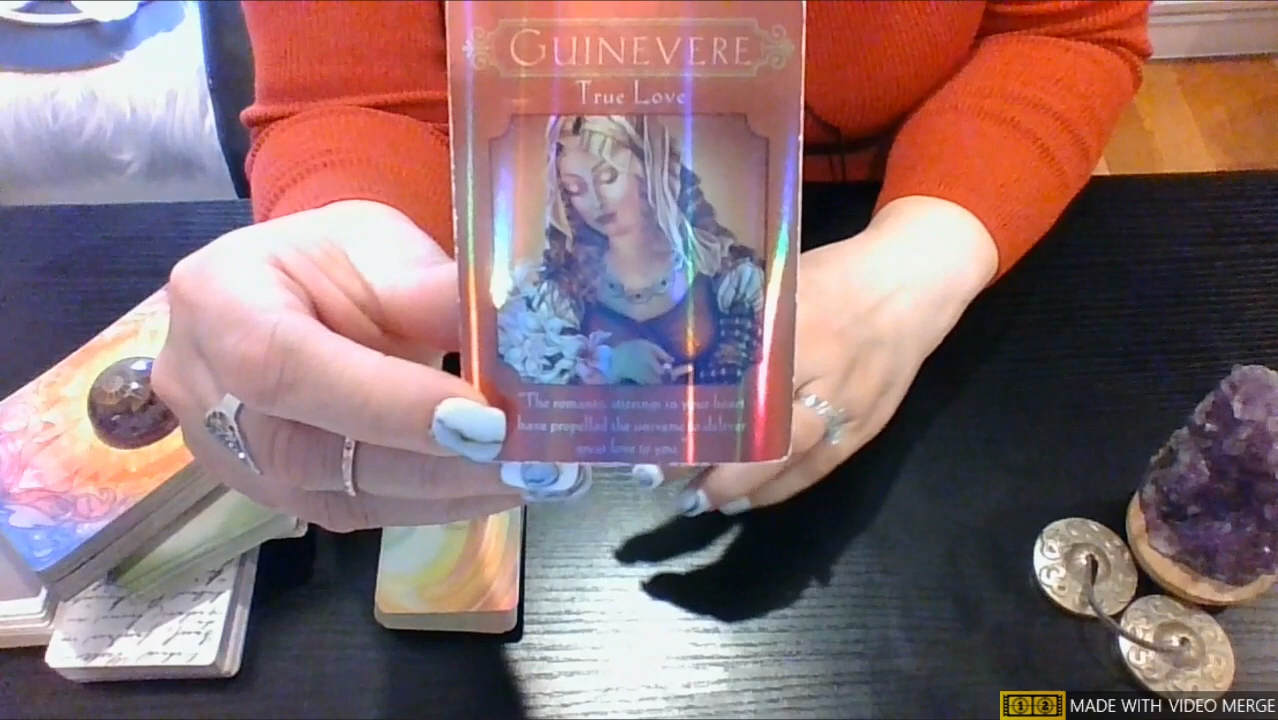 GUINEVERE
True Love
"The romantic stirrings in your heart
have propelled the universe to deliver
great love to you."
MADE WITH VIDEO MERGE